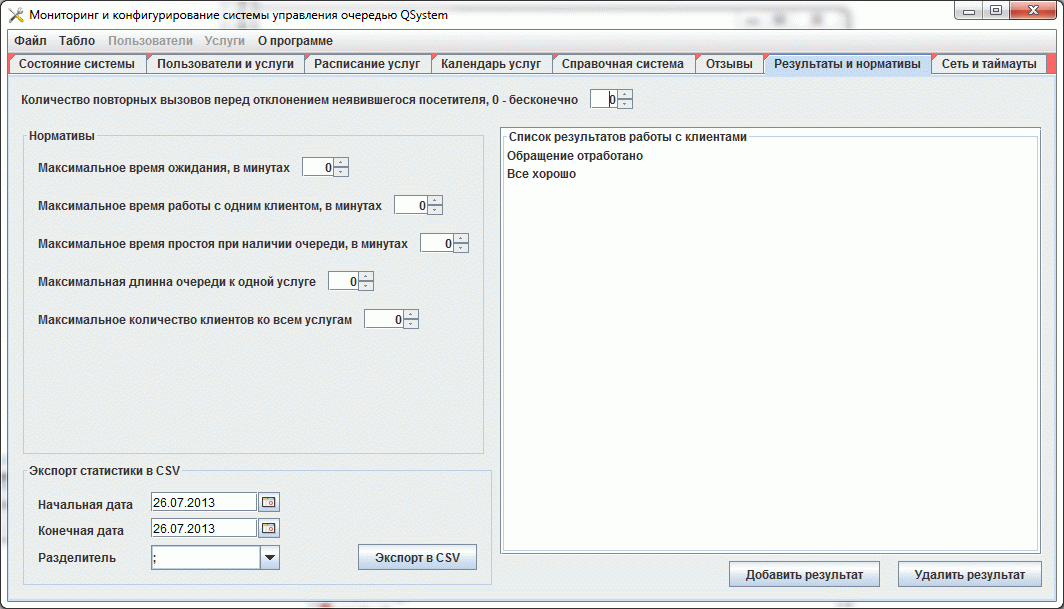 Мониторинг и конфигурирование системы управления очередью QSystem
Файл Табло Пользователи Услуги О программе
Состояние системы Пользователи и услуги Расписание услуг Календарь услуг Справочная система Отзывы Результаты и нормативы Сеть и таймауты
Количество повторных вызовов перед отклонением неявившегося посетителя, 0 - бесконечно 0
Нормативы
Максимальное время ожидания, в минутах 0
Максимальное время работы с одним клиентом, в минутах 0
Максимальное время простоя при наличии очереди, в минутах 0
Максимальная длинна очереди к одной услуге 0
Максимальное количество клиентов ко всем услугам 0
Список результатов работы с клиентами
Обращение отработано
Все хорошо
Экспорт статистики в CSV
Начальная дата 26.07.2013
Конечная дата 26.07.2013
Разделитель ;
Экспорт в CSV
Добавить результат Удалить результат